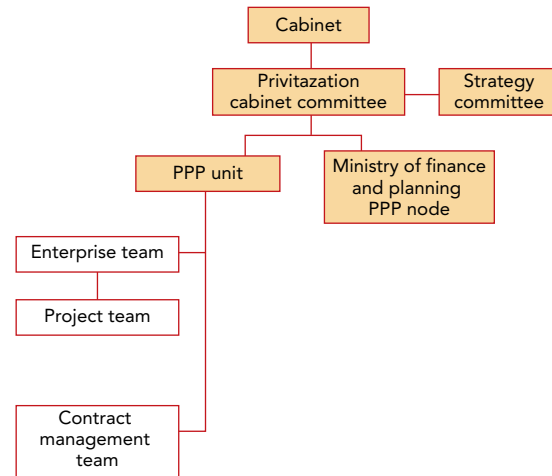 Cabinet
Privitazation
cabinet committee
Strategy
committee
PPP unit
Ministry of finance
and planning
PPP node
Enterprise team
Project team
Contract
management
team